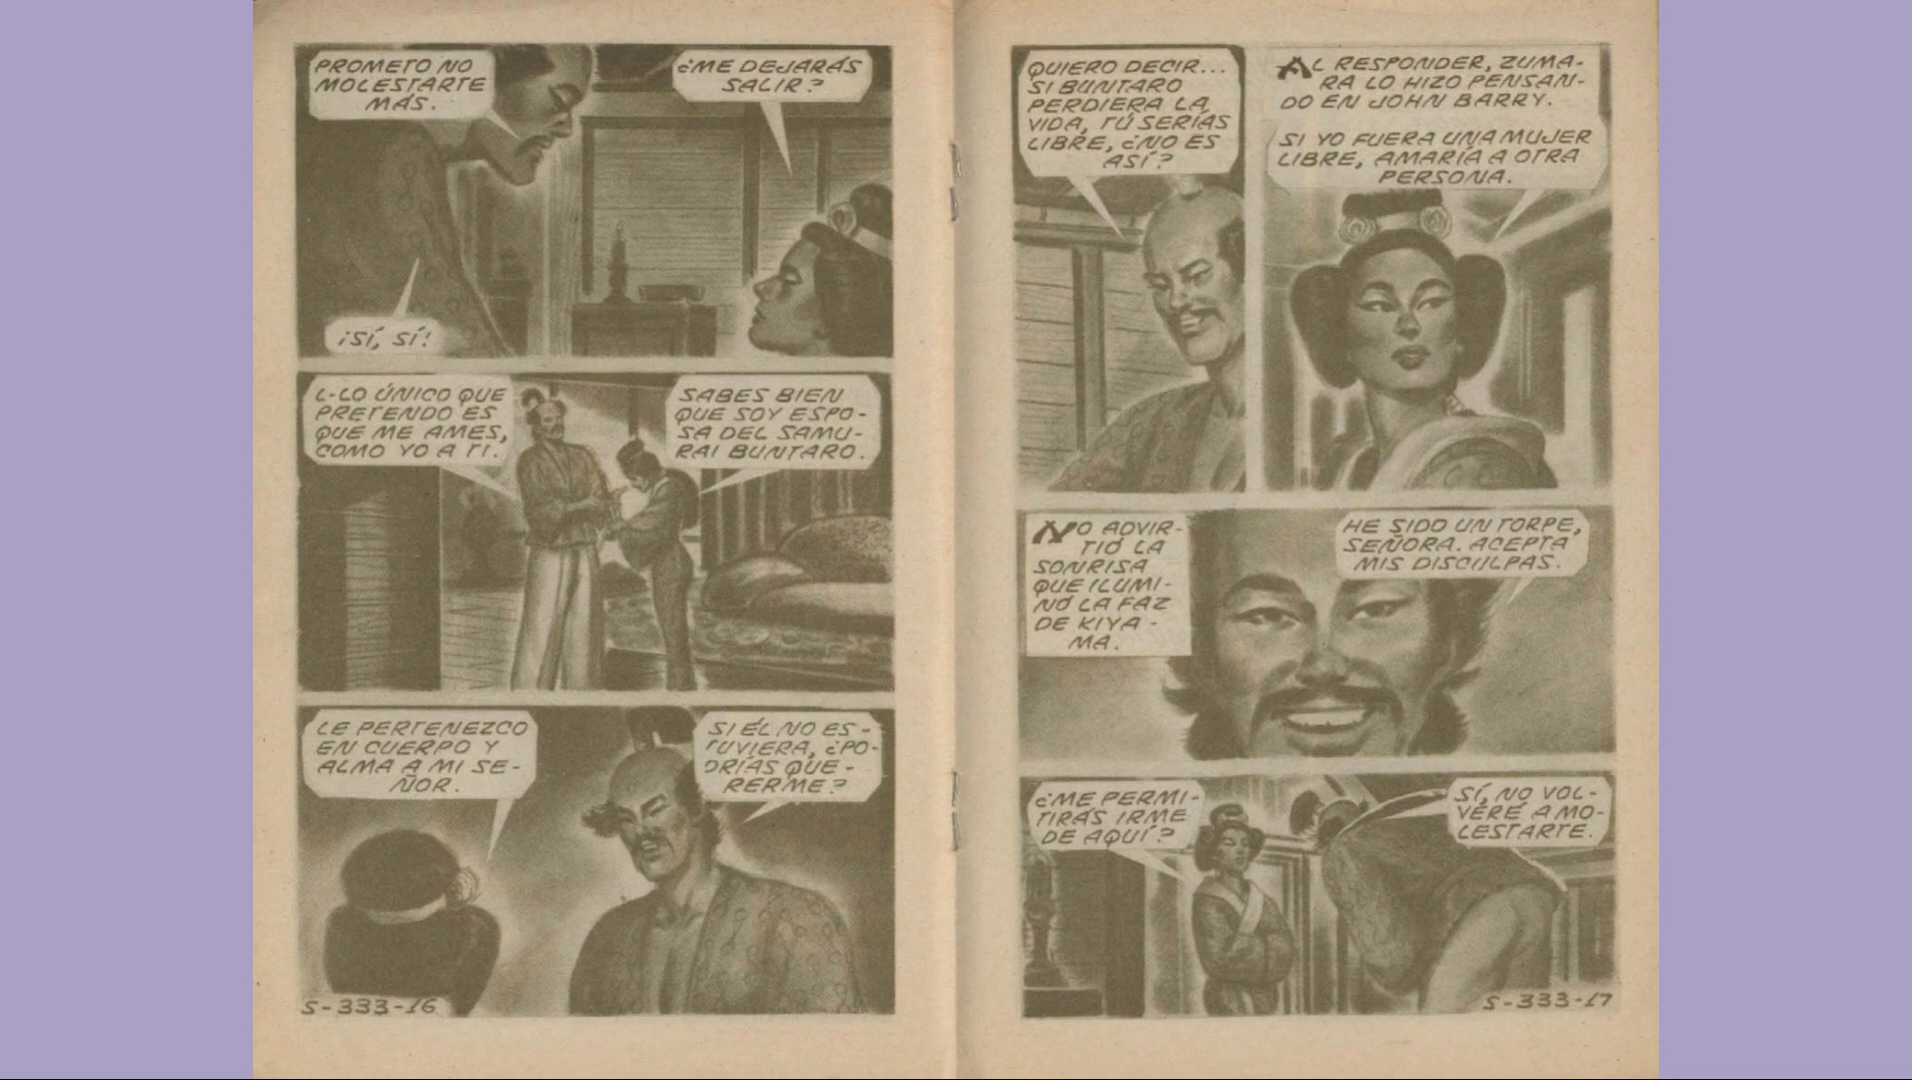 PROMETO NO
MOLESTARTE
MÁS.
¿ME DEJARÁS
SALIR?
¡SÍ, SÍ!
L-LO ÚNICO QUE
PRETENDO ES
QUE ME AMES,
COMO YO A TI.
SABES BIEN
QUE SOY ESPO-
SA DEL SAMU-
RAI BUNTARO.
LE PERTENEZCO
EN CUERPO Y
ALMA A MI SE-
ÑOR.
SI ÉL NO ES-
TUVIERA, ¿PO-
DRÍAS QUE-
RERME?
S-333-16
QUIERO DECIR...
SI BUNTARO
PERDIERA LA
VIDA, TÚ SERÍAS
LIBRE, ¿NO ES
ASÍ?
AL RESPONDER, ZUMA-
RA LO HIZO PENSAN-
DO EN JOHN BARRY.
SI YO FUERA UNA MUJER
LIBRE, AMARÍA A OTRA
PERSONA.
NO ADVIR-
TIÓ LA
SONRISA
QUE ILUMI-
NÓ LA FAZ
DE KIYA-
MA.
HE SIDO UN TORPE,
SEÑORA. ACEPTA
MIS DISCULPAS.
¿ME PERMI-
TIRÁS IRME
DE AQUÍ?
SÍ, NO VOL-
VERÉ A MO-
LESTARTE.
S-333-17